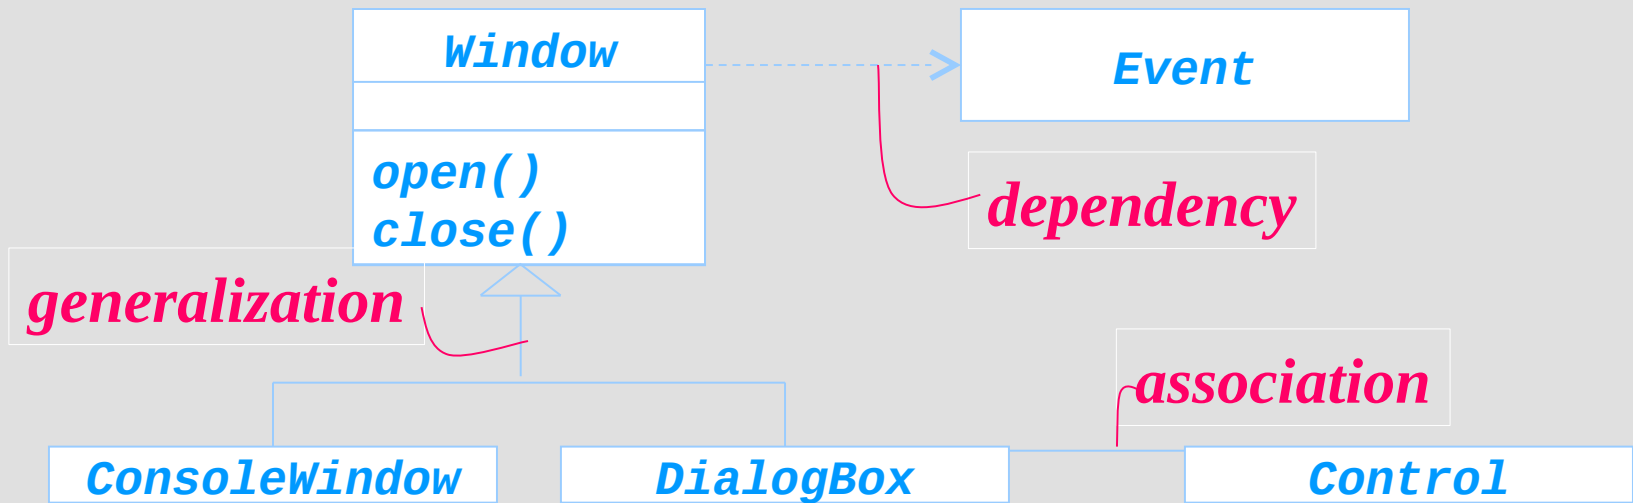 Window
Event
open()
close()
dependency
generalization
association
ConsoleWindow
DialogBox
Control